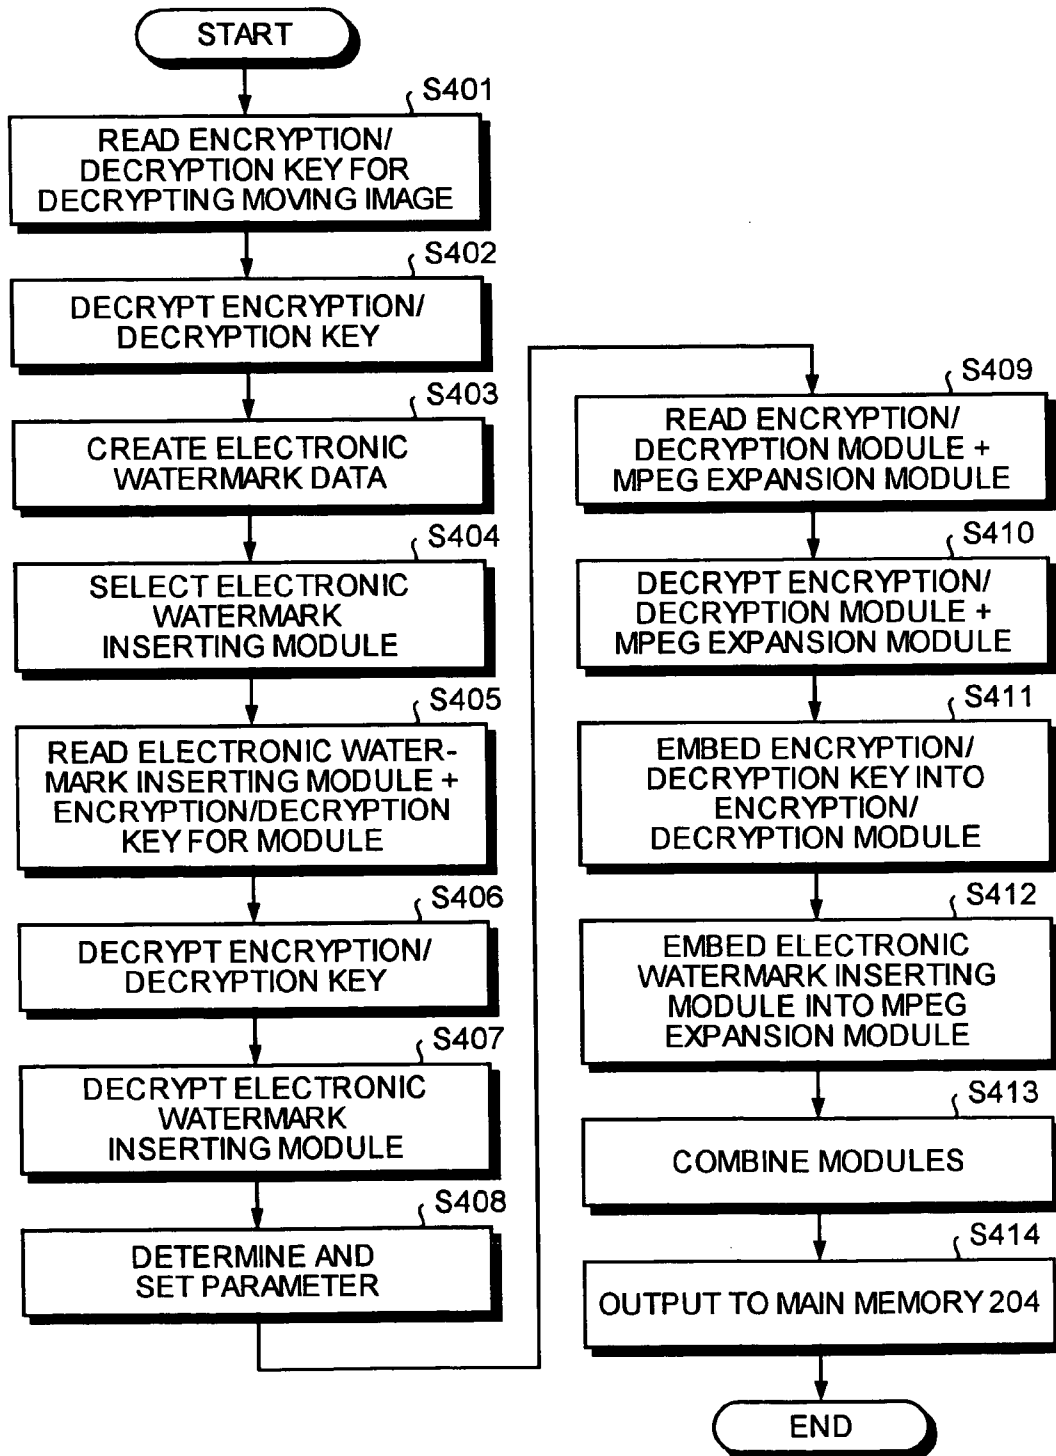 START
S401
READ ENCRYPTION/
DECRYPTION KEY FOR
DECRYPTING MOVING IMAGE
S402
DECRYPT ENCRYPTION/
DECRYPTION KEY
S403
CREATE ELECTRONIC
WATERMARK DATA
S404
SELECT ELECTRONIC
WATERMARK
INSERTING MODULE
S405
READ ELECTRONIC WATER-
MARK INSERTING MODULE +
ENCRYPTION/DECRYPTION
KEY FOR MODULE
S406
DECRYPT ENCRYPTION/
DECRYPTION KEY
S407
DECRYPT ELECTRONIC
WATERMARK
INSERTING MODULE
S408
DETERMINE AND
SET PARAMETER
S409
READ ENCRYPTION/
DECRYPTION MODULE +
MPEG EXPANSION MODULE
S410
DECRYPT ENCRYPTION/
DECRYPTION MODULE +
MPEG EXPANSION MODULE
S411
EMBED ENCRYPTION/
DECRYPTION KEY INTO
ENCRYPTION/
DECRYPTION MODULE
S412
EMBED ELECTRONIC
WATERMARK INSERTING
MODULE INTO MPEG
EXPANSION MODULE
S413
COMBINE MODULES
S414
OUTPUT TO MAIN MEMORY 204
END